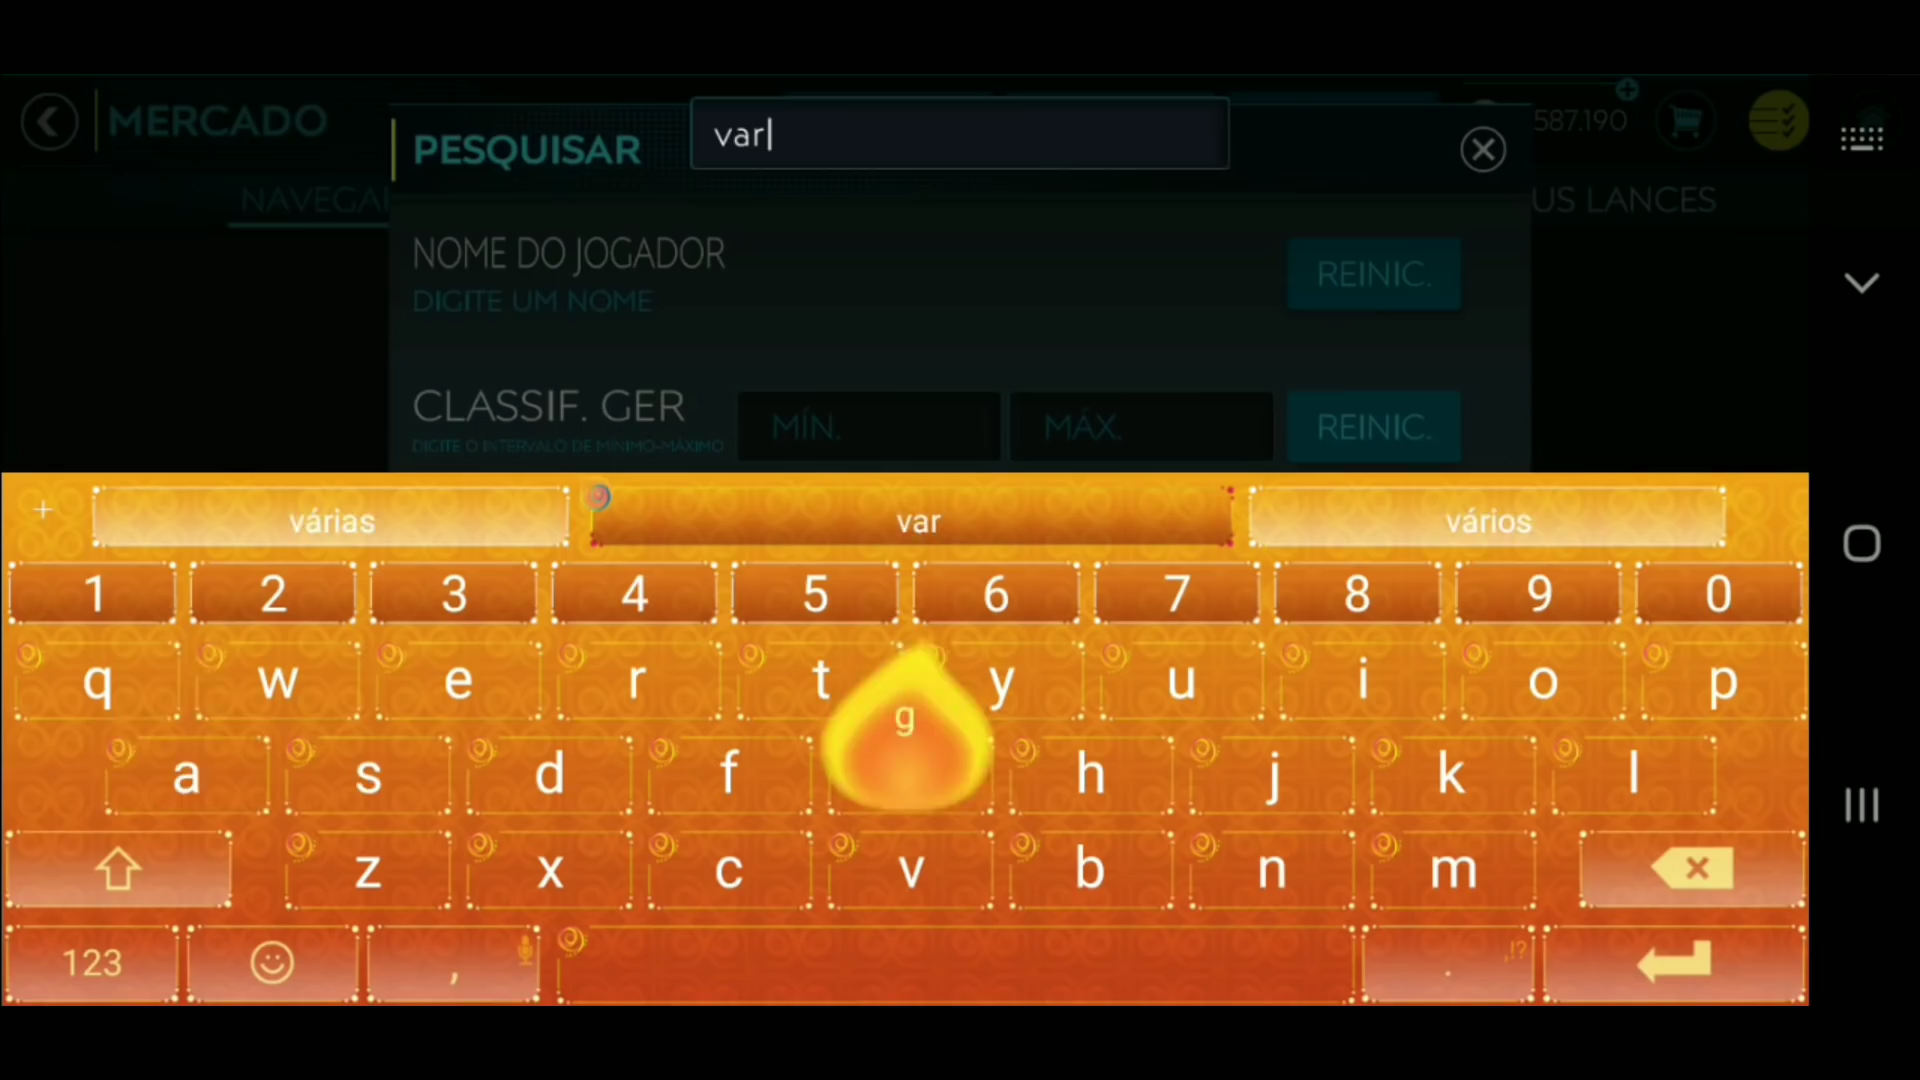 MERCADO
PESQUISAR
var
587.190
NAVEGA
US LANCES
NOME DO JOGADOR
DIGITE UM NOME
REINIC.
CLASSIF. GER
DIGITE O INTERVALO DE MÍNIMO-MÁXIMO
MÍN.
MÁX.
REINIC.
várias
var
vários
1 2 3 4 5 6 7 8 9 0
q w e r t y u i o p
a s d f g h j k l
z x c v b n m
123 , . ,!?